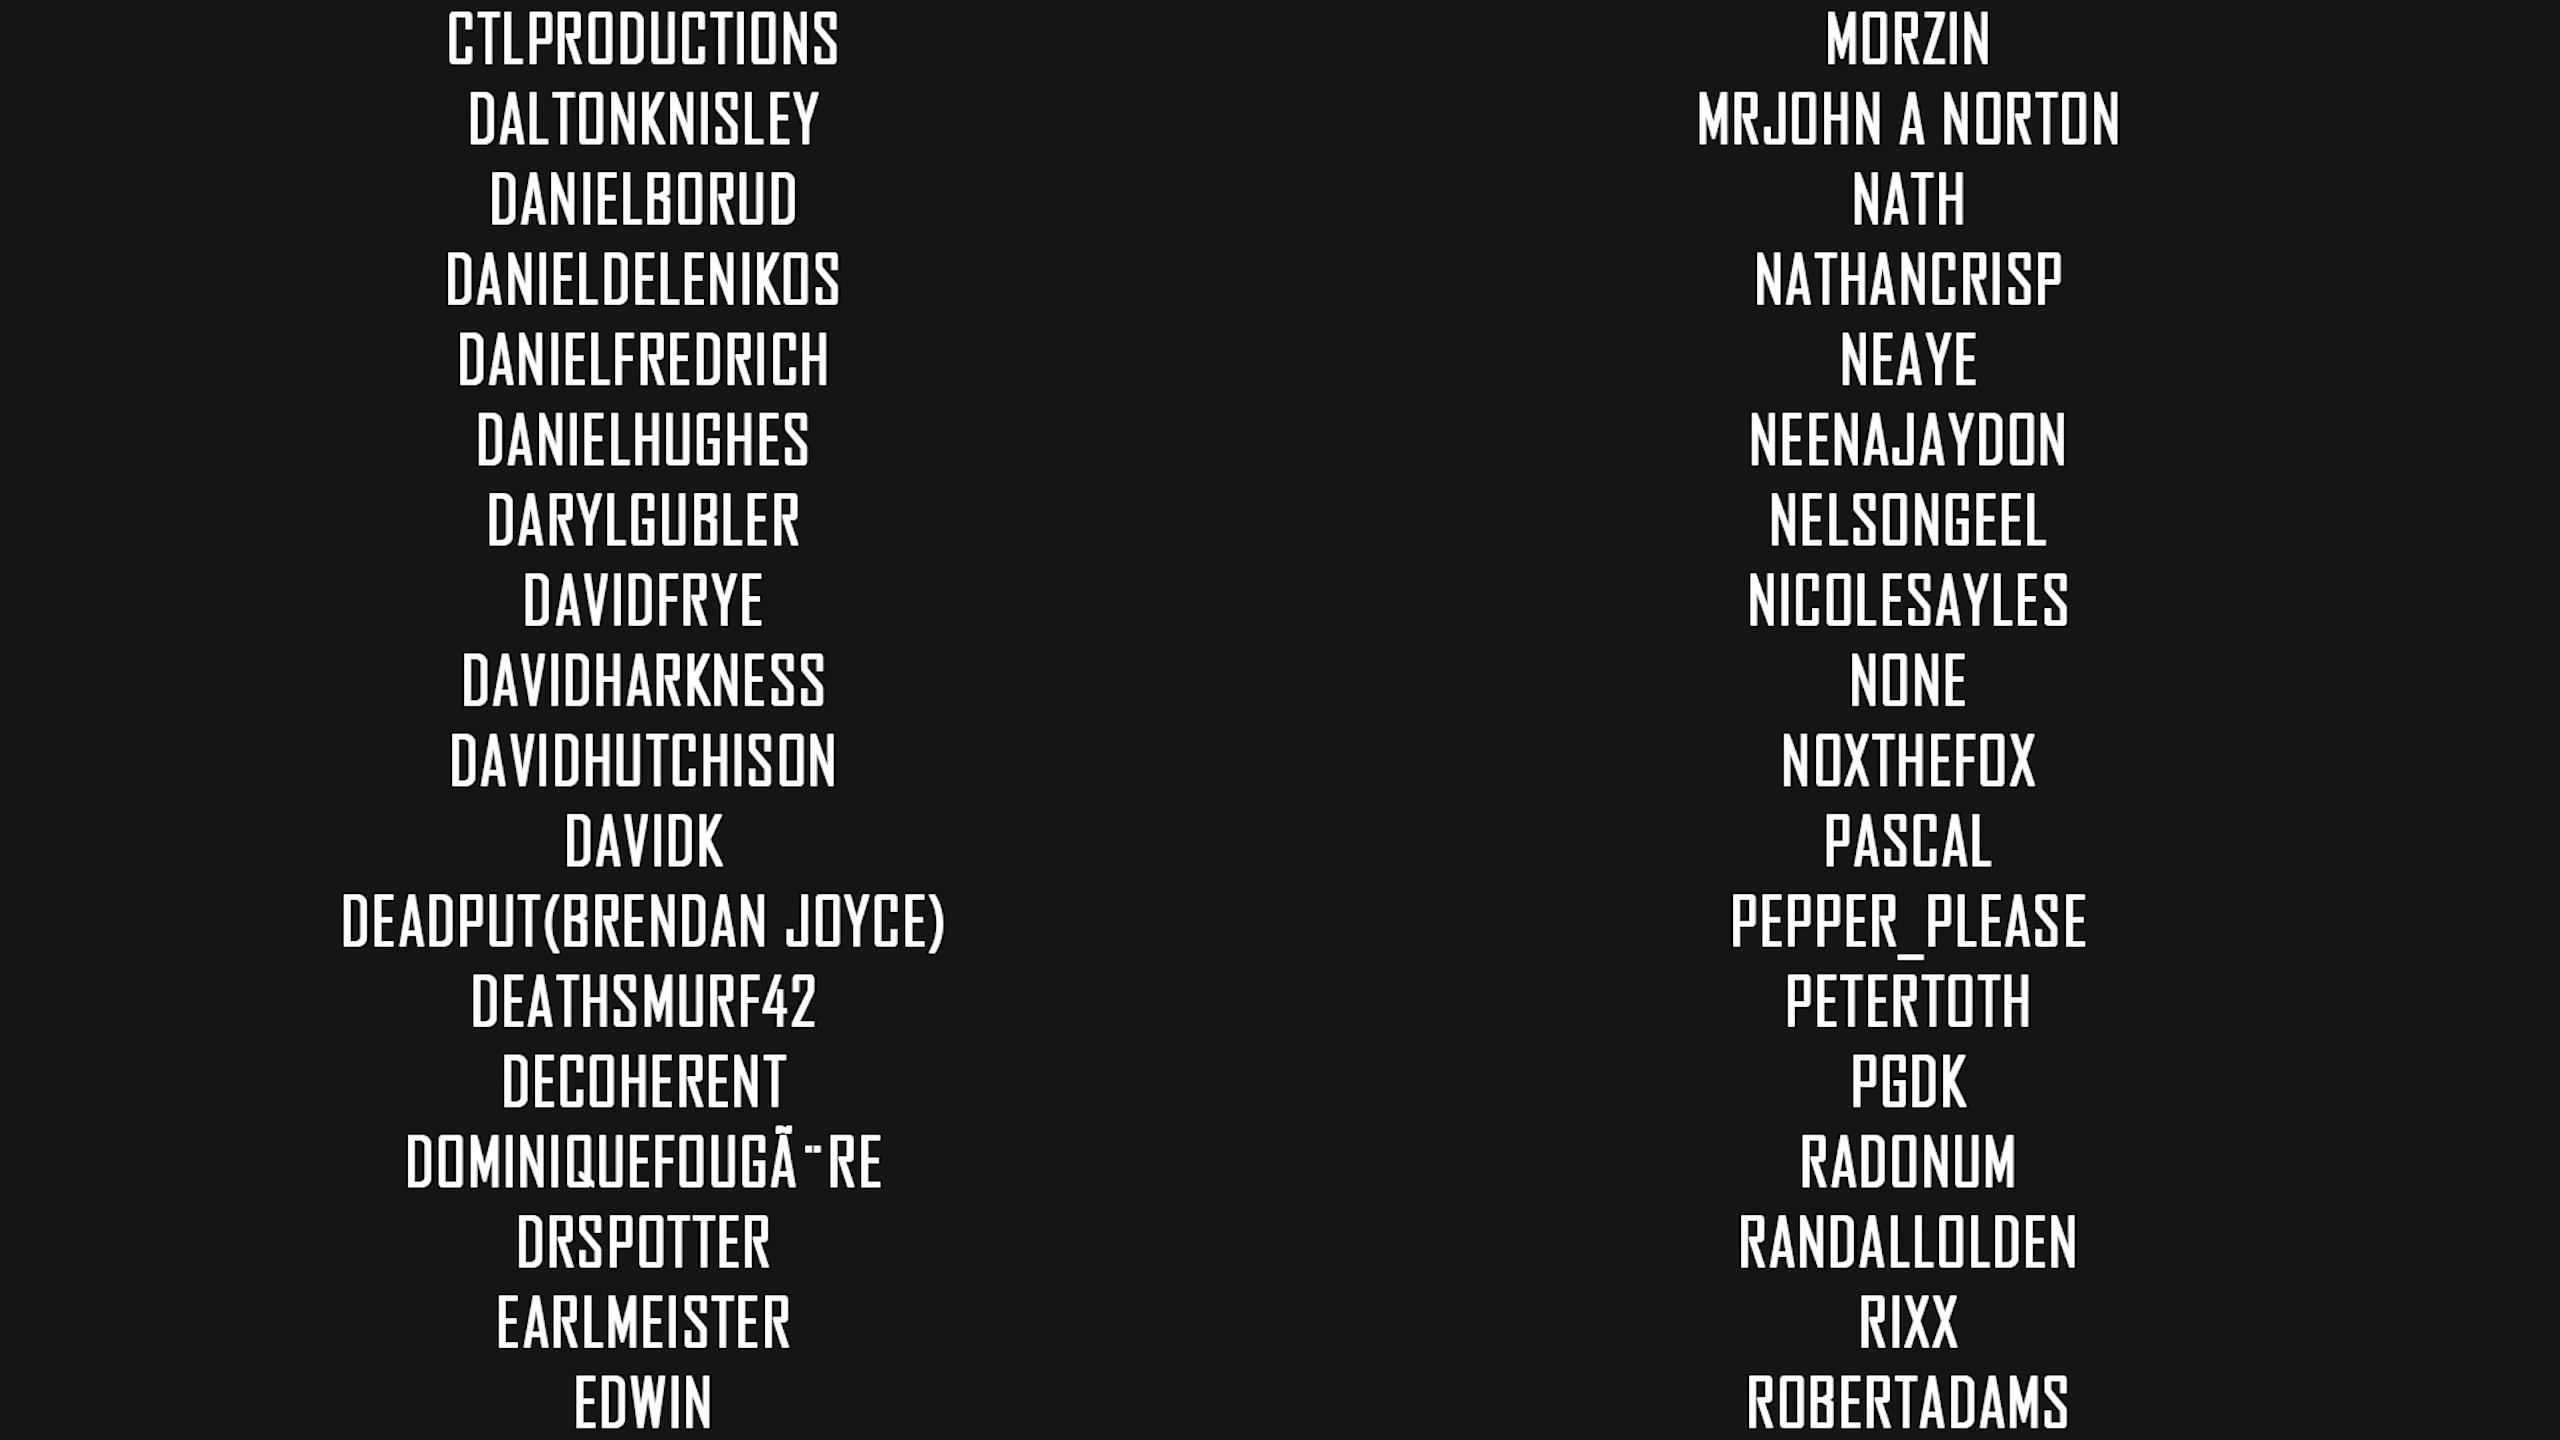 CTLPRODUCTIONS
DALTONKNISLEY
DANIELBORUD
DANIELDELENIKOS
DANIELFREDRICH
DANIELHUGHES
DARYLGUBLER
DAVIDFRYE
DAVIDHARKNESS
DAVIDHUTCHISON
DAVIDK
DEADPUT(BRENDAN JOYCE)
DEATHSMURF42
DECOHERENT
DOMINIQUEFOUGÃ¨RE
DRSPOTTER
EARLMEISTER
EDWIN
MORZIN
MRJOHN A NORTON
NATH
NATHANCRISP
NEAYE
NEENAJAYDON
NELSONGEEL
NICOLESAYLES
NONE
NOXTHEFOX
PASCAL
PEPPER_PLEASE
PETERTOTH
PGDK
RADONUM
RANDALLOLDEN
RIXX
ROBERTADAMS